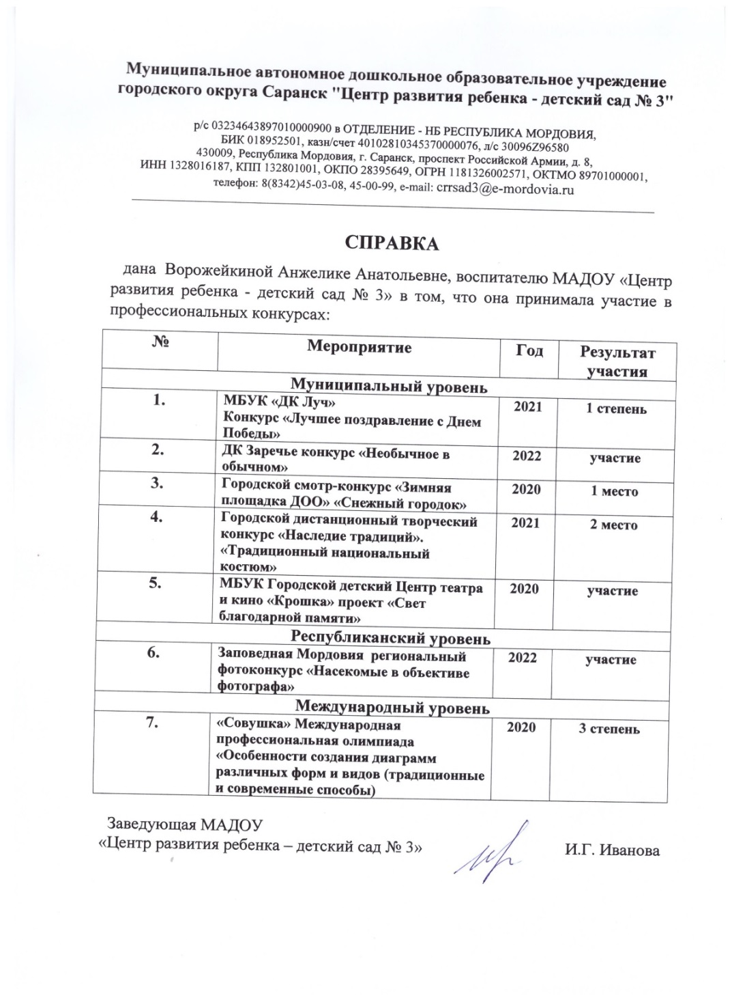 Муниципальное автономное дошкольное образовательное учреждение
городского округа Саранск "Центр развития ребенка - детский сад № 3"
р/с 03234643897010000900 в ОТДЕЛЕНИЕ - НБ РЕСПУБЛИКА МОРДОВИЯ,
БИК 018952501, казн/счет 40102810345370000076, л/с 30096Z96580
430009, Республика Мордовия, г. Саранск, проспект Российской Армии, д. 8,
ИНН 1328016187, КПП 132801001, ОКПО 28395649, ОГРН 1181326002571, ОКТМО 89701000001,
телефон: 8(8342)45-03-08, 45-00-99, e-mail: crrsad3@e-mordovia.ru
СПРАВКА
дана Ворожейкиной Анжелике Анатольевне, воспитателю МАДОУ «Центр
развития ребенка - детский сад № 3» в том, что она принимала участие в
профессиональных конкурсах:
№ Мероприятие Год Результат
участия
Муниципальный уровень
1. МБУК «ДК Луч» 2021 1 степень
Конкурс «Лучшее поздравление с Днем
Победы»
2. ДК Заречье конкурс «Необычное в 2022 участие
обычном»
3. Городской смотр-конкурс «Зимняя 2020 1 место
площадка ДОО» «Снежный городок»
4. Городской дистанционный творческий 2021 2 место
конкурс «Наследие традиций».
«Традиционный национальный
костюм»
5. МБУК Городской детский Центр театра 2020 участие
и кино «Крошка» проект «Свет
благодарной памяти»
Республиканский уровень
6. Заповедная Мордовия региональный 2022 участие
фотоконкурс «Насекомые в объективе
фотографа»
Международный уровень
7. «Совушка» Международная 2020 3 степень
профессиональная олимпиада
«Особенности создания диаграмм
различных форм и видов (традиционные
и современные способы)
Заведующая МАДОУ
«Центр развития ребенка – детский сад № 3» И.Г. Иванова